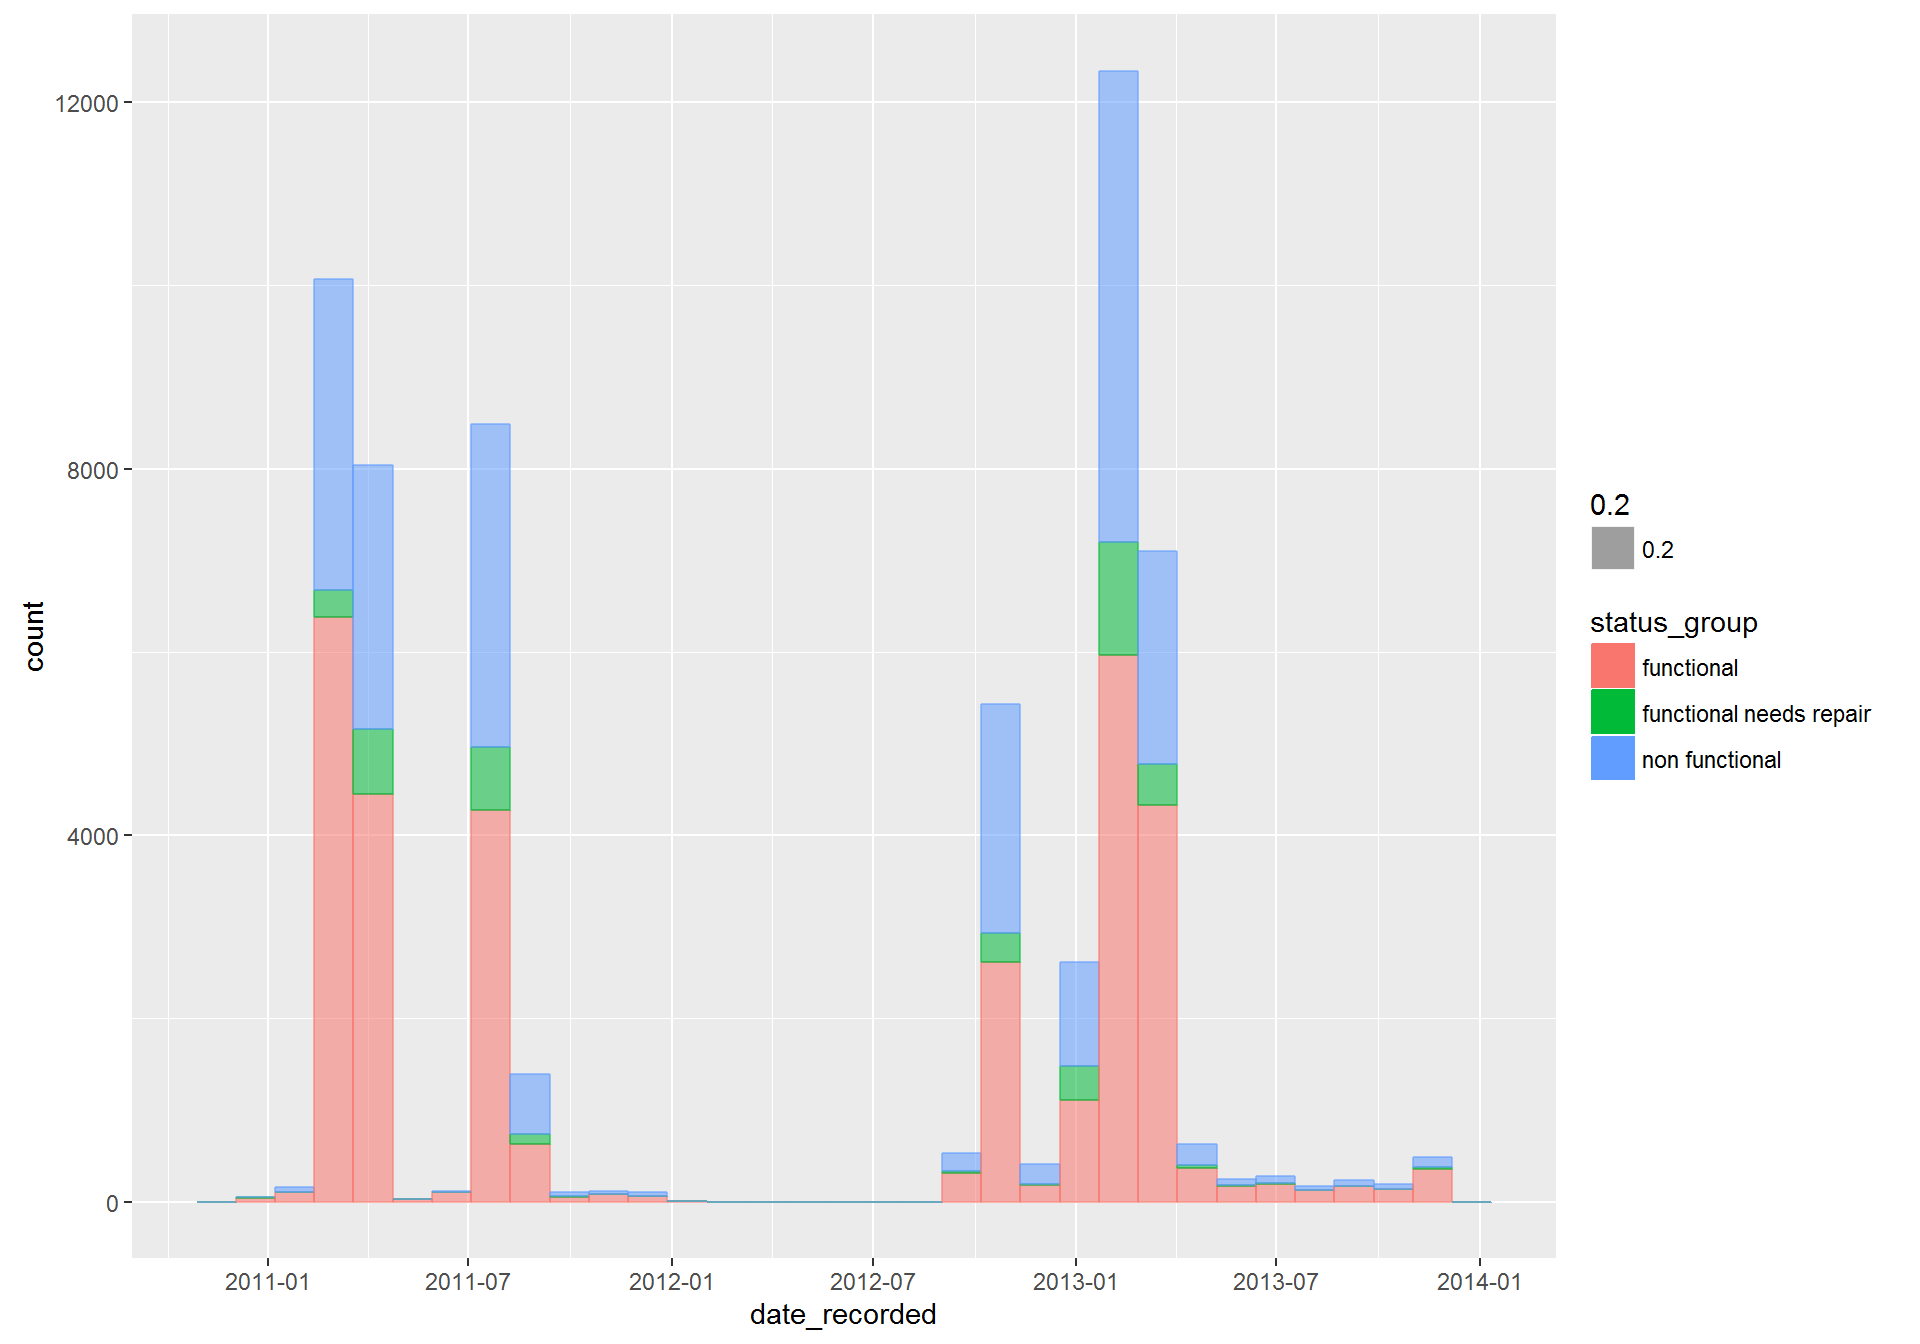 12000
8000
4000
0
count
2011-01
2011-07
2012-01
2012-07
2013-01
2013-07
2014-01
date_recorded
0.2
0.2
status_group
functional
functional needs repair
non functional